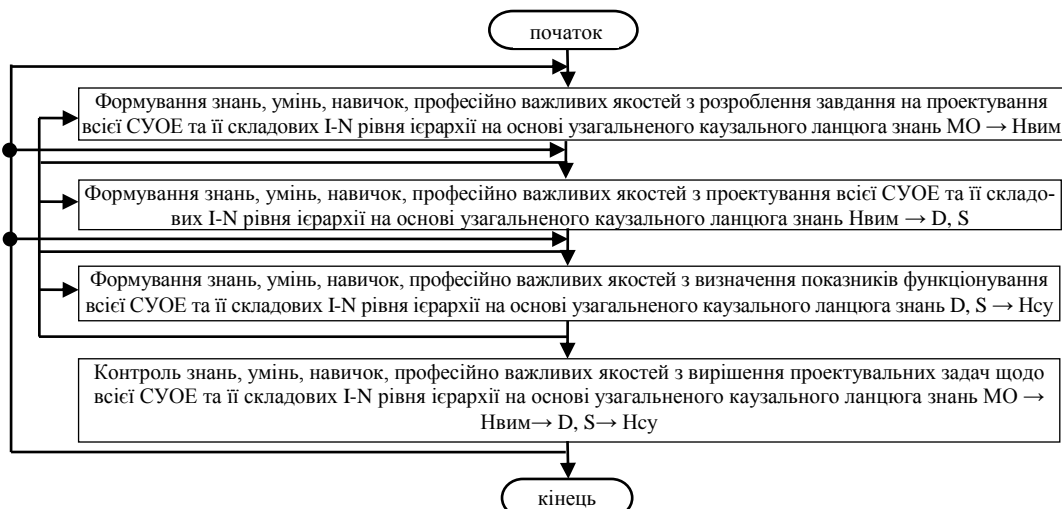 початок
Формування знань, умінь, навичок, професійно важливих якостей з розроблення завдання на проектування
всієї СУОЕ та її складових I-N рівня ієрархії на основі узагальненого каузального ланцюга знань МО → Нвим
Формування знань, умінь, навичок, професійно важливих якостей з проектування всієї СУОЕ та її складо-
вих I-N рівня ієрархії на основі узагальненого каузального ланцюга знань Нвим → D, S
Формування знань, умінь, навичок, професійно важливих якостей з визначення показників функціонування
всієї СУОЕ та її складових I-N рівня ієрархії на основі узагальненого каузального ланцюга знань D, S → Нсу
Контроль знань, умінь, навичок, професійно важливих якостей з вирішення проектувальних задач щодо
всієї СУОЕ та її складових I-N рівня ієрархії на основі узагальненого каузального ланцюга знань МО →
Нвим→ D, S→ Нсу
кінець